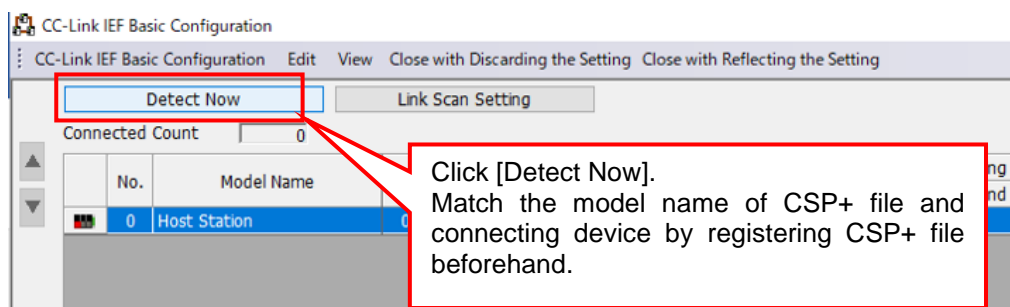 CC-Link IEF Basic Configuration
CC-Link IEF Basic Configuration Edit View Close with Discarding the Setting Close with Reflecting the Setting
Detect Now Link Scan Setting
Connected Count 0
No. Model Name
0 Host Station 0
Click [Detect Now].
Match the model name of CSP+ file and
connecting device by registering CSP+ file
beforehand.